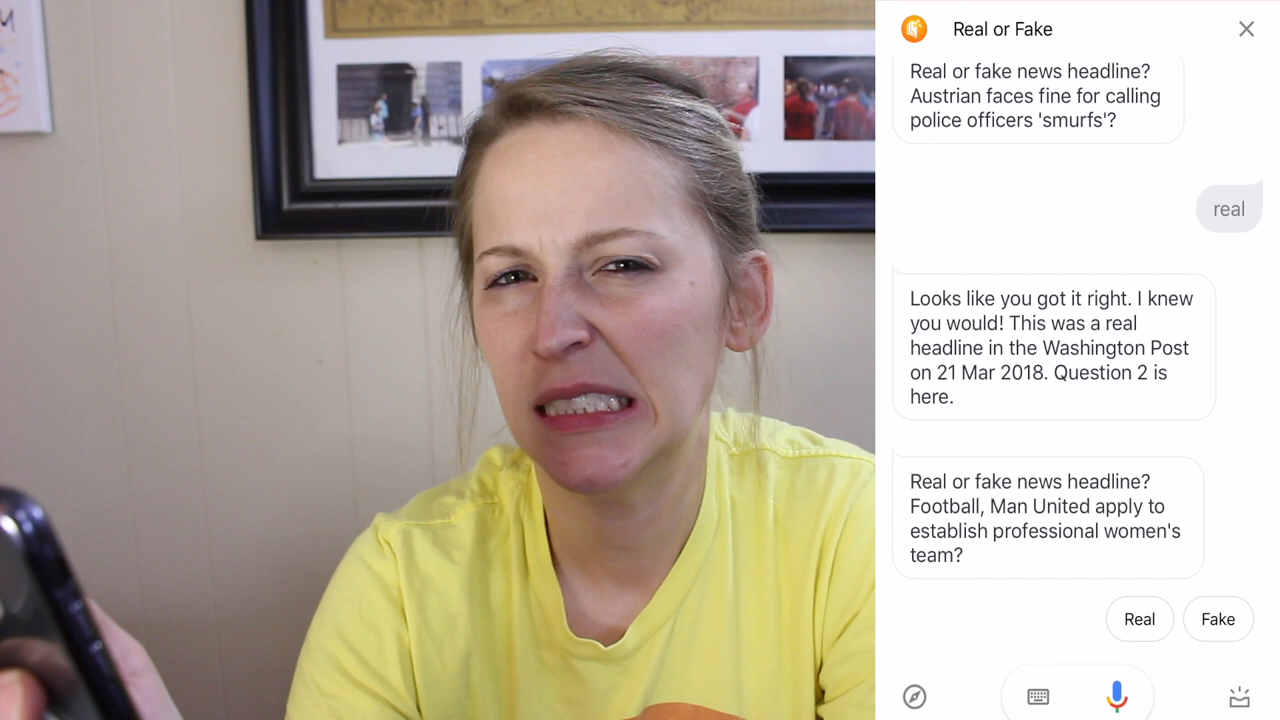 Real or Fake
Real or fake news headline?
Austrian faces fine for calling
police officers 'smurfs'?
real
Looks like you got it right. I knew
you would! This was a real
headline in the Washington Post
on 21 Mar 2018. Question 2 is
here.
Real or fake news headline?
Football, Man United apply to
establish professional women's
team?
Real
Fake